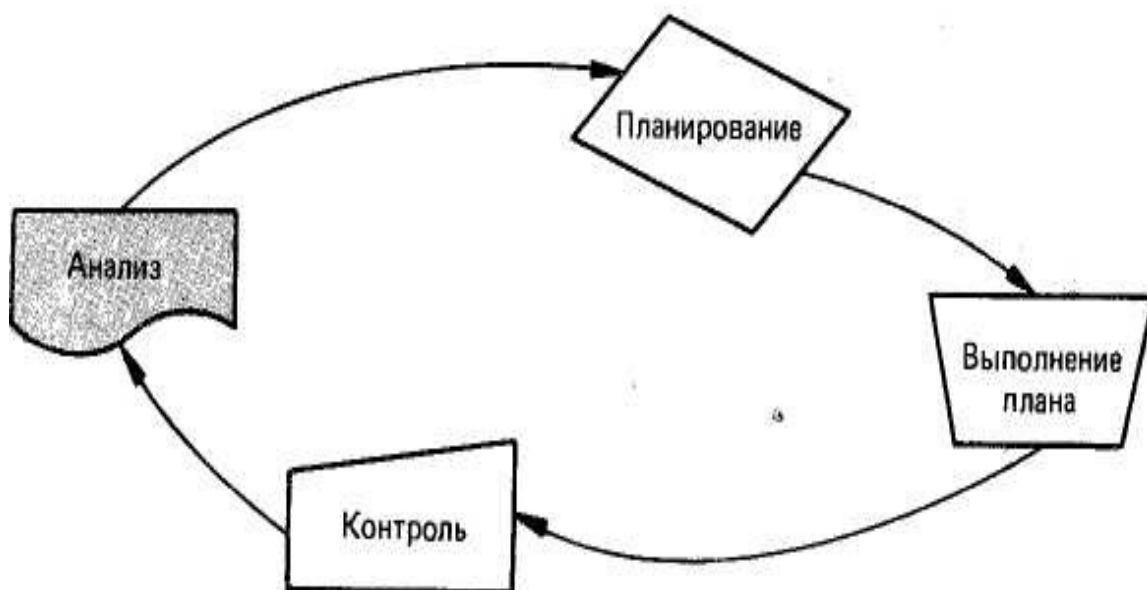 Планирование
Анализ
Выполнение
плана
Контроль